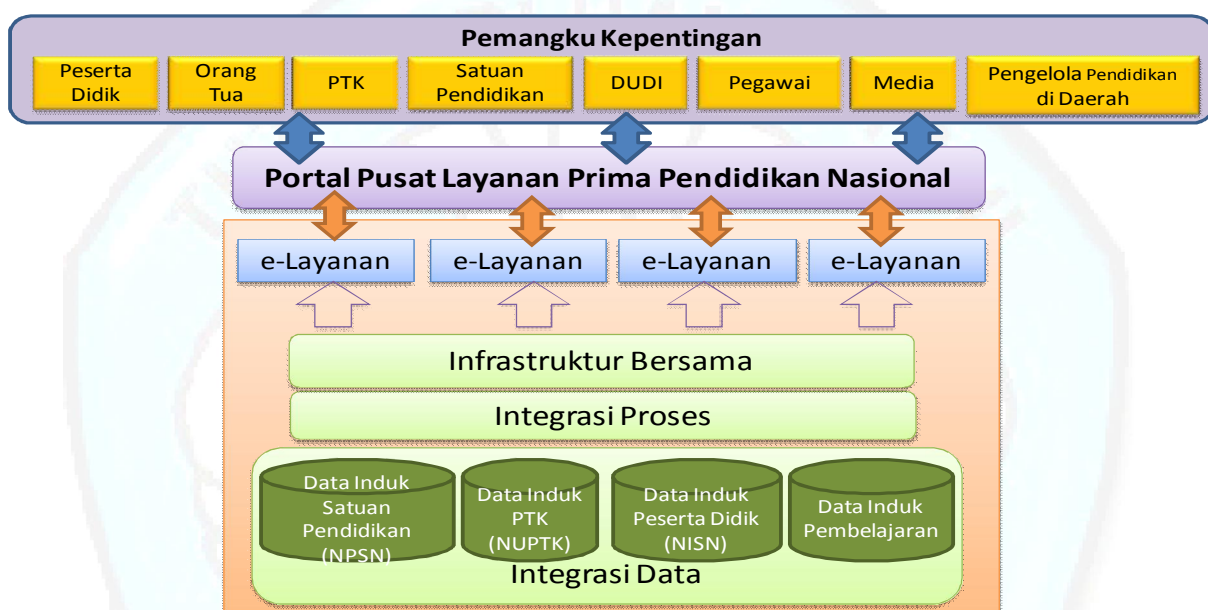 Pemangku Kepentingan
Peserta
Didik
Orang
Tua
PTK
Satuan
Pendidikan
DUDI
Pegawai
Media
Pengelola Pendidikan
di Daerah
Portal Pusat Layanan Prima Pendidikan Nasional
e-Layanan
e-Layanan
e-Layanan
e-Layanan
Infrastruktur Bersama
Integrasi Proses
Data Induk
Satuan
Pendidikan
(NPSN)
Data Induk
PTK
(NUPTK)
Data Induk
Peserta Didik
(NISN)
Data Induk
Pembelajaran
Integrasi Data